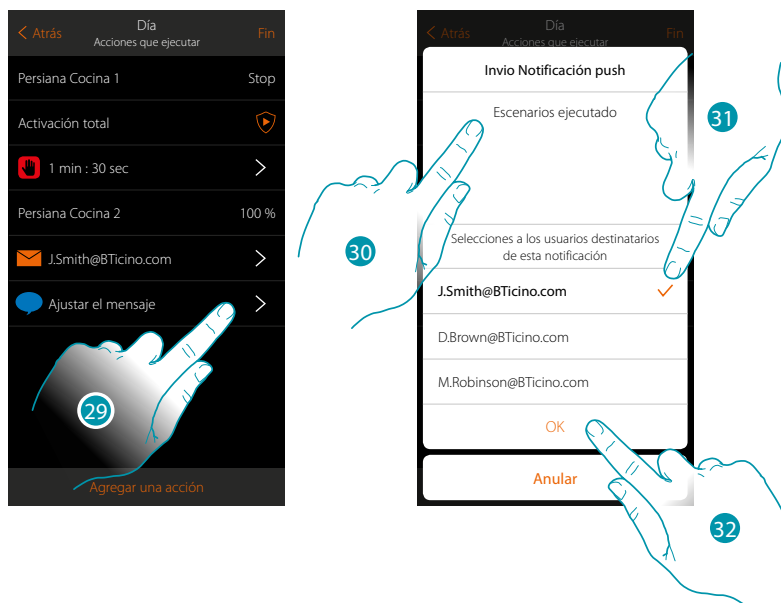 Atrás
Día
Fin
Acciones que ejecutar
Persiana Cocina 1
Stop
Activación total
1 min : 30 sec
Persiana Cocina 2
100 %
J.Smith@BTicino.com
Ajustar el mensaje
29
Agregar una acción
Atrás
Día
Fin
Acciones que ejecutar
Invio Notificación push
Escenarios ejecutado
31
30
Selecciones a los usuarios destinatarios
de esta notificación
J.Smith@BTicino.com
D.Brown@BTicino.com
M.Robinson@BTicino.com
OK
Anular
32